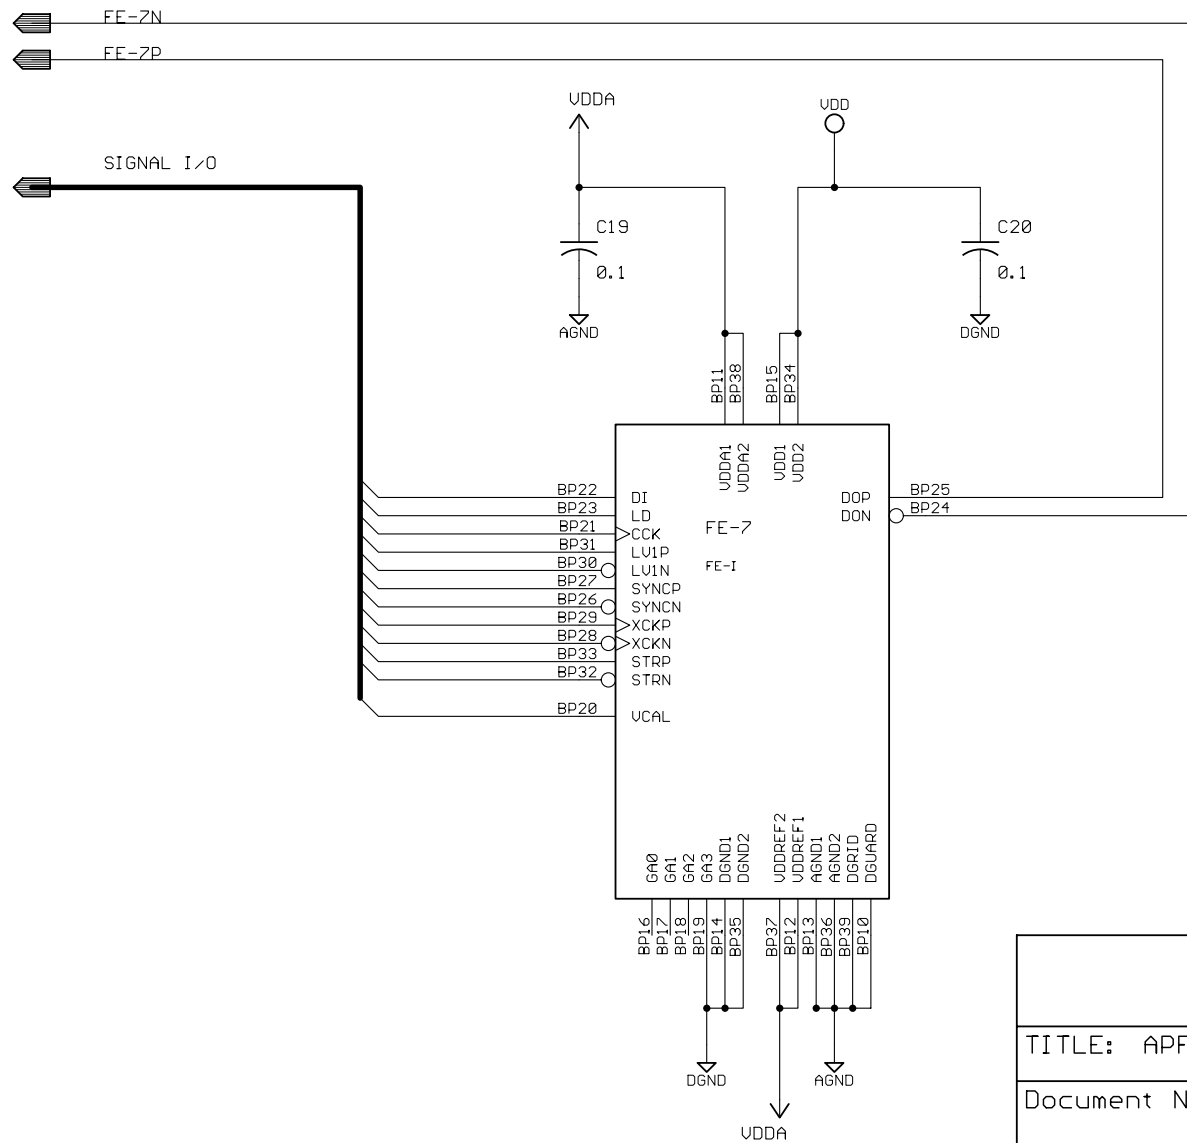 FE-7N
FE-7P
SIGNAL I/O
VDDA
VDD
C19
0.1
AGND
C20
0.1
DGND
BP11
BP38
BP15
BP34
VDDA1
VDDA2
VDD1
VDD2
BP22 DI
BP23 LD
BP21 CCK
BP31 LV1P
BP30 LV1N
BP27 SYNCP
BP26 SYNCN
BP29 XCKP
BP28 XCKN
BP33 STRP
BP32 STRN
BP20 VCAL
FE-7
FE-I
DOP BP25
DON BP24
GA0
GA1
GA2
GA3
DGND1
DGND2
VDDREF2
VDDREF1
AGND1
AGND2
DGRID
DGUARD
BP16
BP17
BP18
BP19
BP14
BP35
BP37
BP12
BP13
BP36
BP39
BP10
DGND
AGND
VDDA
TITLE:
Document